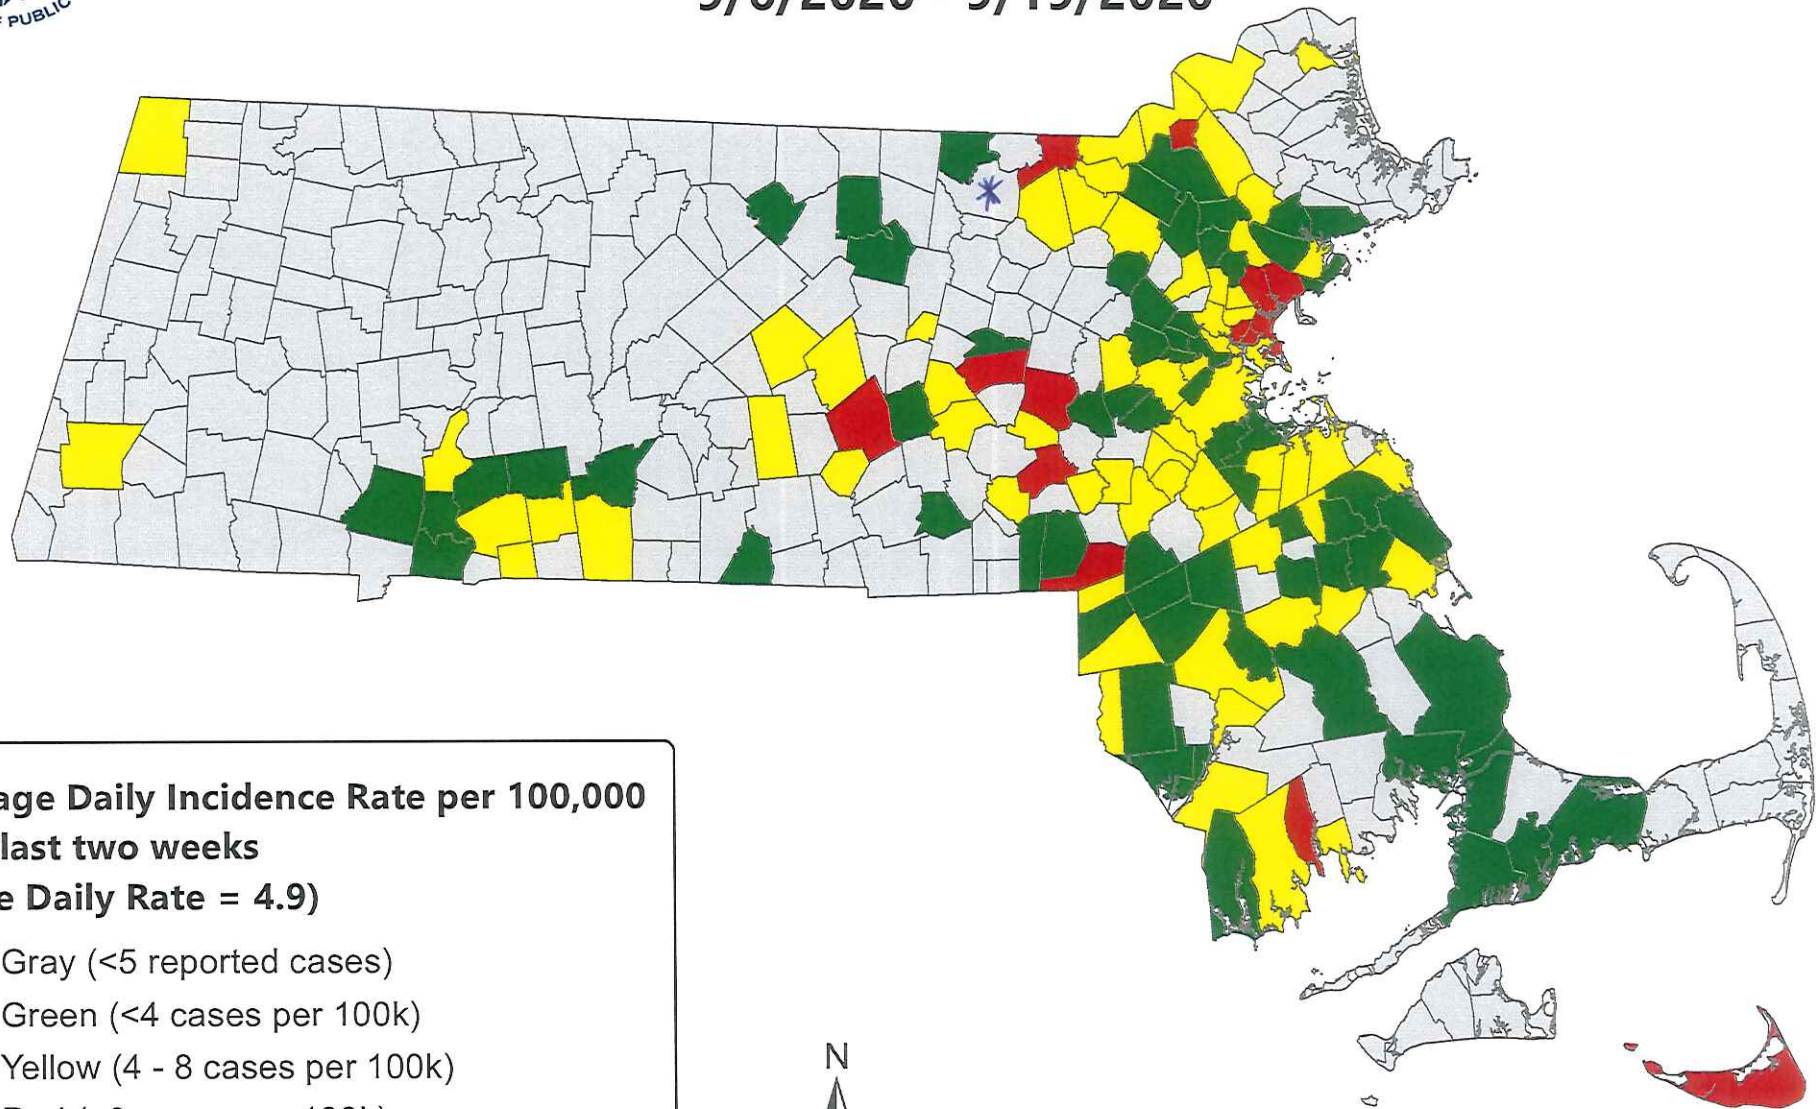 F PUBLIC
age Daily Incidence Rate per 100,000
last two weeks
e Daily Rate = 4.9)
Gray (<5 reported cases)
Green (<4 cases per 100k)
Yellow (4 - 8 cases per 100k)
N